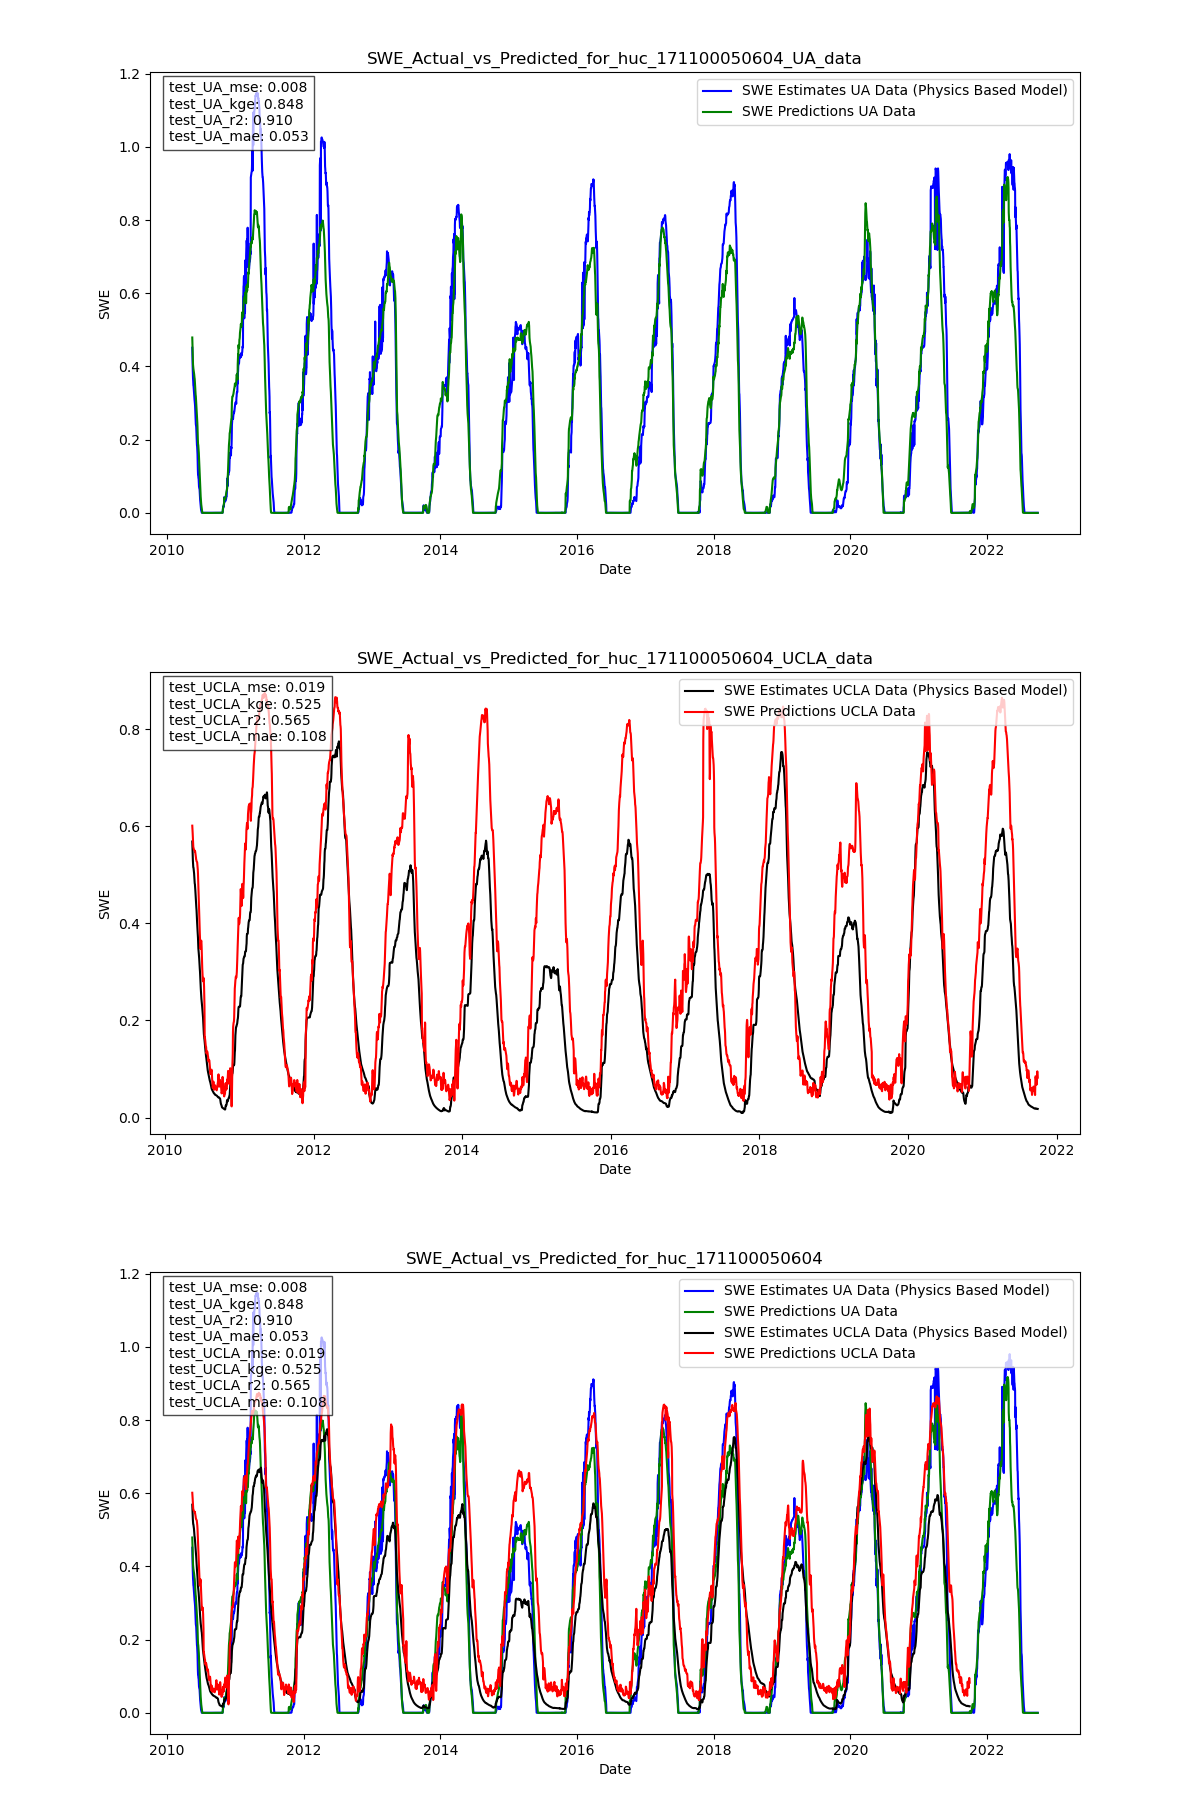 SWE_Actual_vs_Predicted_for_huc_171100050604_UA_data
test_UA_mse: 0.008
test_UA_kge: 0.848
test_UA_r2: 0.910
test_UA_mae: 0.053
SWE Estimates UA Data (Physics Based Model)
SWE Predictions UA Data
1.2
1.0
0.8
0.6
0.4
0.2
0.0
SWE
2010 2012 2014 2016 2018 2020 2022
Date
SWE_Actual_vs_Predicted_for_huc_171100050604_UCLA_data
test_UCLA_mse: 0.019
test_UCLA_kge: 0.525
test_UCLA_r2: 0.565
test_UCLA_mae: 0.108
SWE Estimates UCLA Data (Physics Based Model)
SWE Predictions UCLA Data
0.8
0.6
0.4
0.2
0.0
SWE
2010 2012 2014 2016 2018 2020 2022
Date
SWE_Actual_vs_Predicted_for_huc_171100050604
test_UA_mse: 0.008
test_UA_kge: 0.848
test_UA_r2: 0.910
test_UA_mae: 0.053
test_UCLA_mse: 0.019
test_UCLA_kge: 0.525
test_UCLA_r2: 0.565
test_UCLA_mae: 0.108
SWE Estimates UA Data (Physics Based Model)
SWE Predictions UA Data
SWE Estimates UCLA Data (Physics Based Model)
SWE Predictions UCLA Data
1.2
1.0
0.8
0.6
0.4
0.2
0.0
SWE
2010 2012 2014 2016 2018 2020 2022
Date